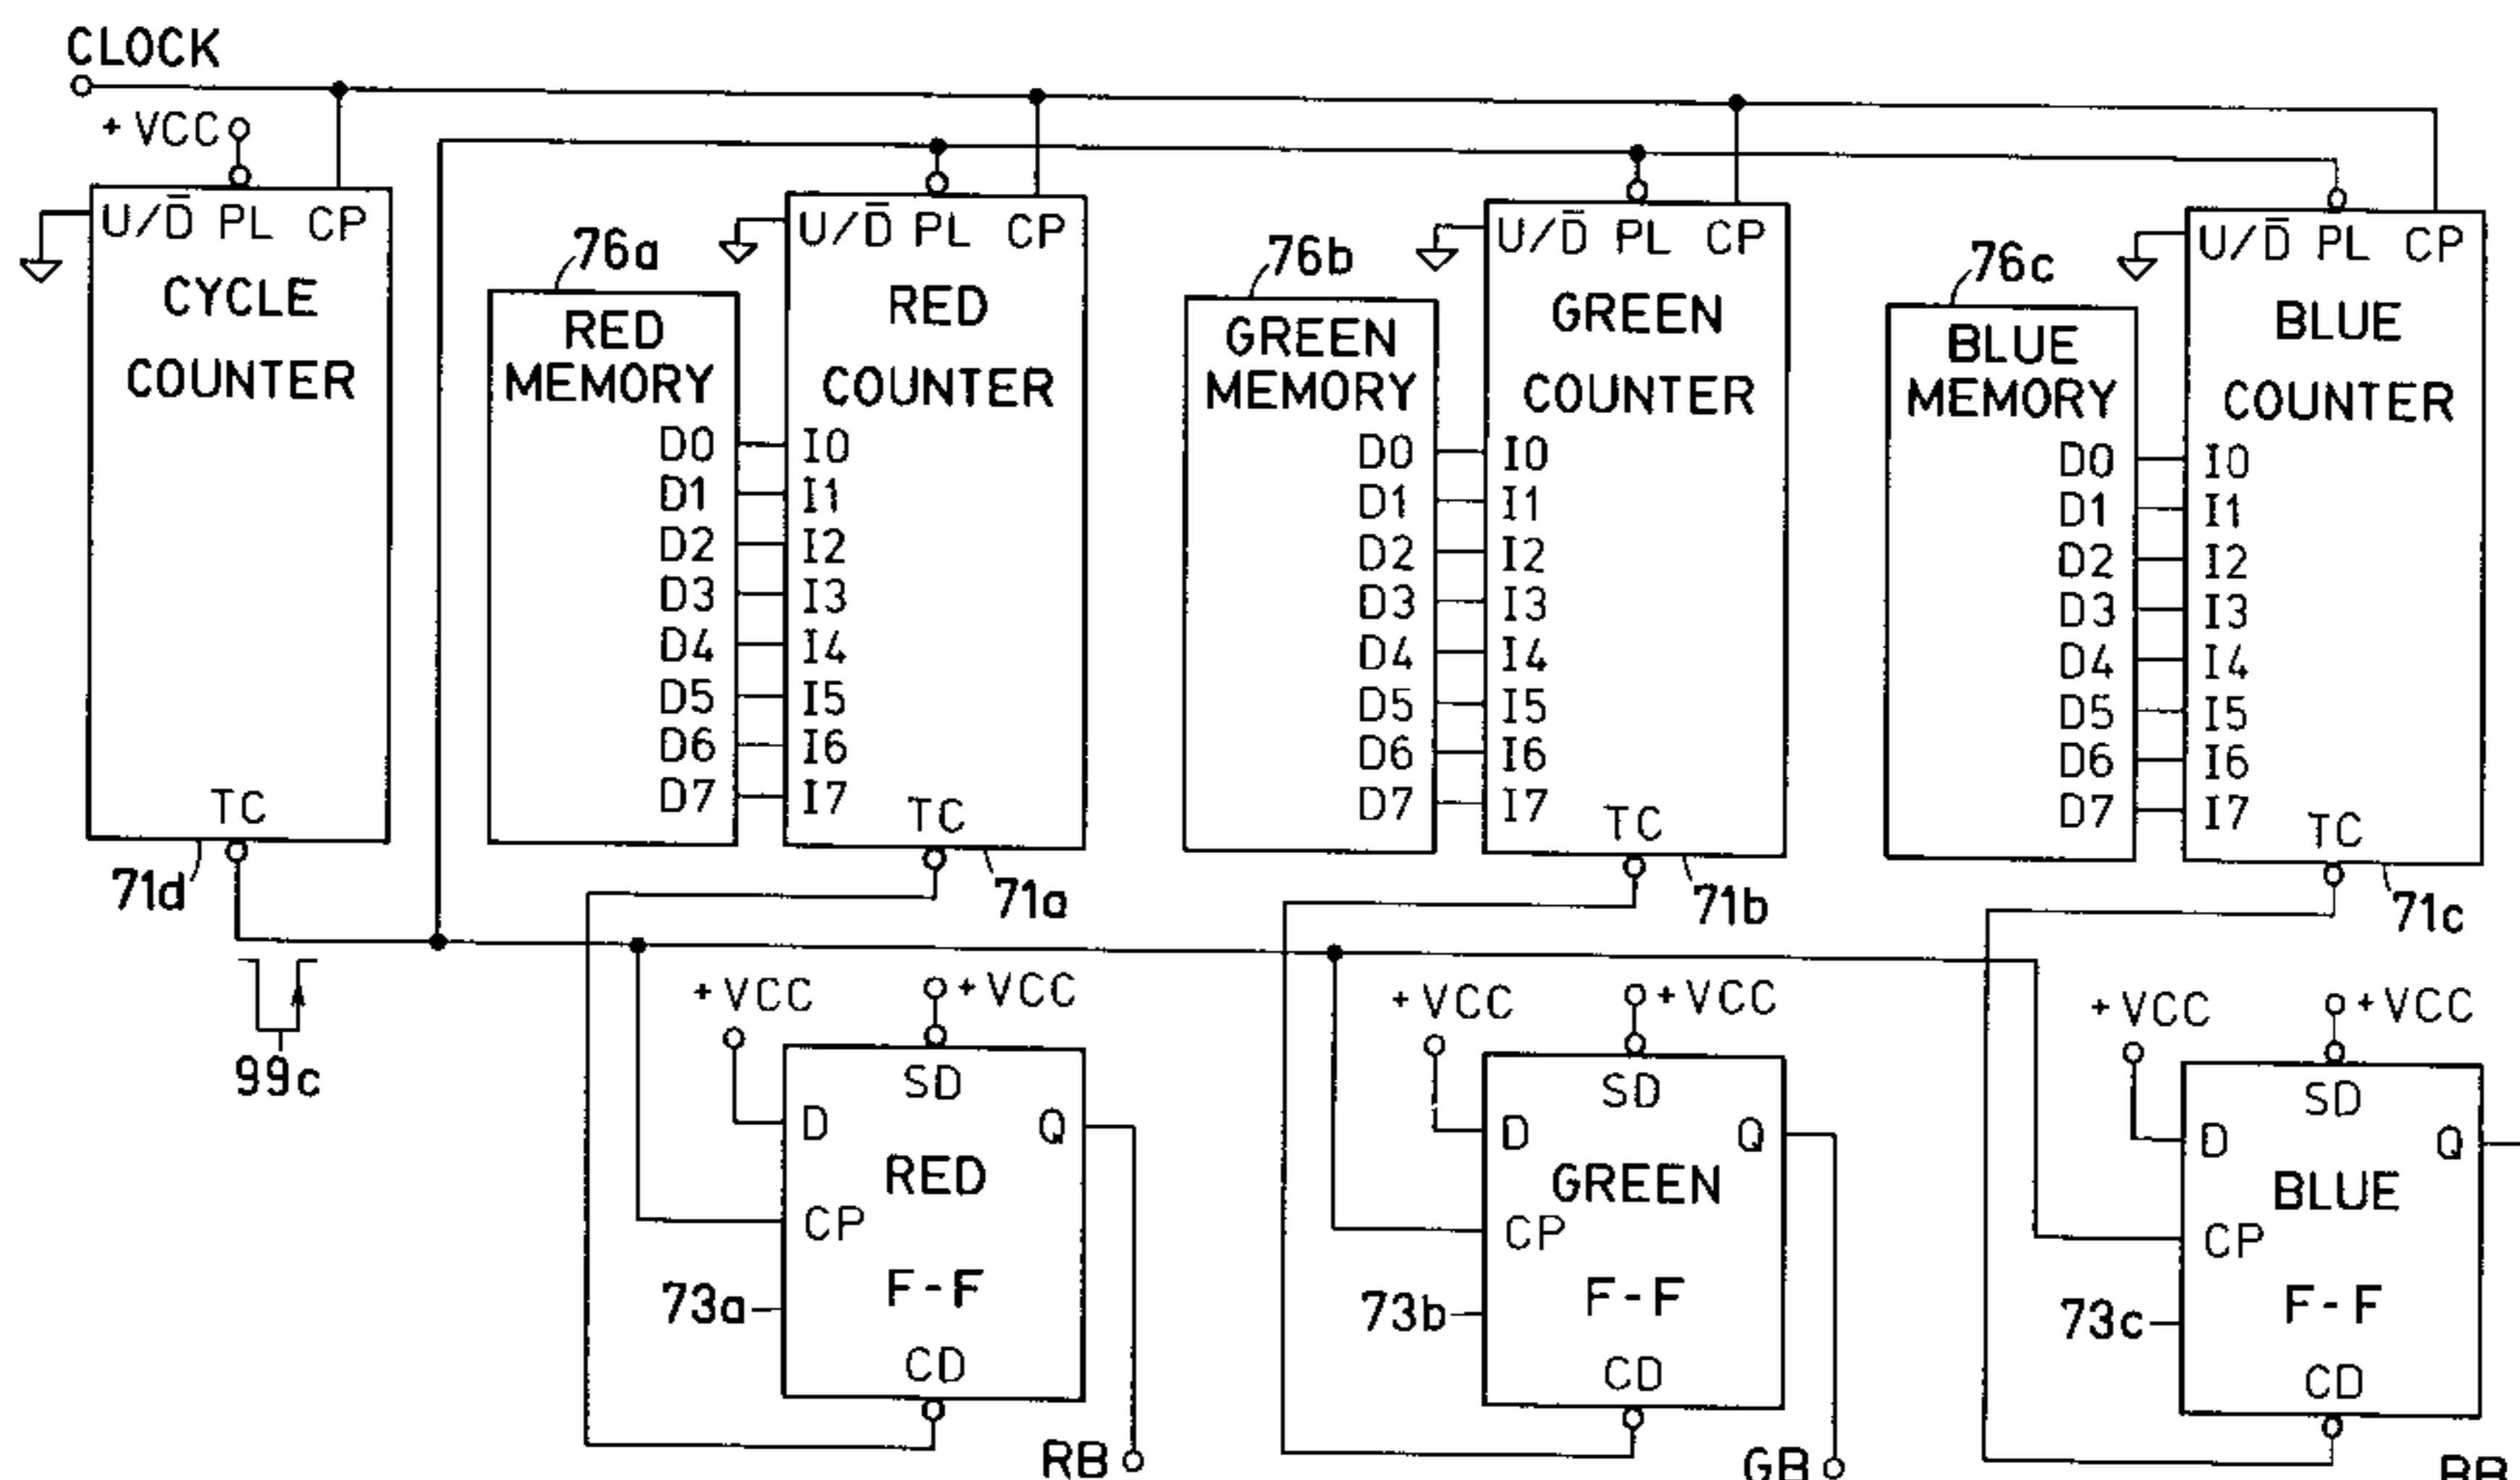 CLOCK
+ VCC
U/D̅ PL CP
CYCLE
COUNTER
TC
71d
99c
76a
RED
MEMORY
D0
D1
D2
D3
D4
D5
D6
D7
U/D̅ PL CP
RED
COUNTER
I0
I1
I2
I3
I4
I5
I6
I7
TC
71a
76b
GREEN
MEMORY
D0
D1
D2
D3
D4
D5
D6
D7
U/D̅ PL CP
GREEN
COUNTER
I0
I1
I2
I3
I4
I5
I6
I7
TC
71b
76c
BLUE
MEMORY
D0
D1
D2
D3
D4
D5
D6
D7
U/D̅ PL CP
BLUE
COUNTER
I0
I1
I2
I3
I4
I5
I6
I7
TC
71c
+ VCC
+ VCC
SD
D
Q
RED
CP
F-F
73a
CD
RB
+ VCC
+ VCC
SD
D
Q
GREEN
CP
F-F
73b
CD
GB
+ VCC
+ VCC
SD
D
Q
BLUE
CP
F-F
73c
CD